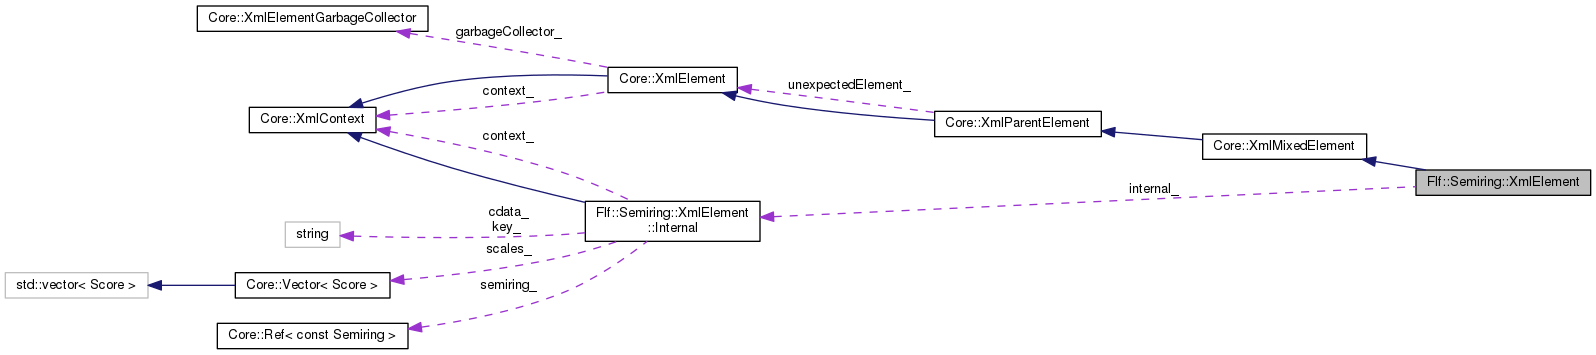 Core::XmlElementGarbageCollector
garbageCollector_
Core::XmlElement
unexpectedElement_
context_
Core::XmlContext
Core::XmlParentElement
context_
Core::XmlMixedElement
Flf::Semiring::XmlElement
internal_
Flf::Semiring::XmlElement
::Internal
cdata_
key_
string
scales_
std::vector< Score >
Core::Vector< Score >
semiring_
Core::Ref< const Semiring >